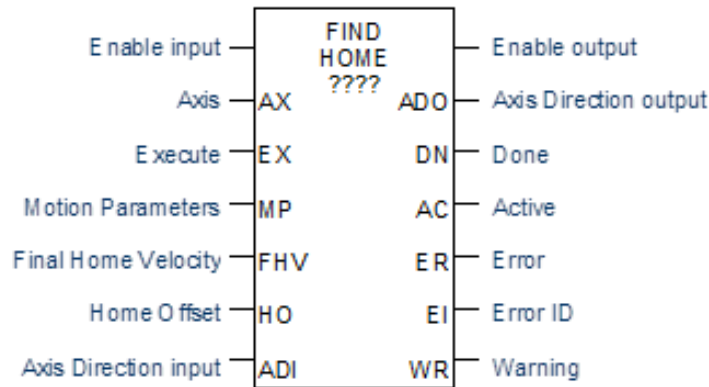 FIND
HOME
????
Enable input
Enable output
Axis AX ADO Axis Direction output
Execute EX DN Done
Motion Parameters MP AC Active
Final Home Velocity FHV ER Error
Home Offset HO EI Error ID
Axis Direction input ADI WR Warning